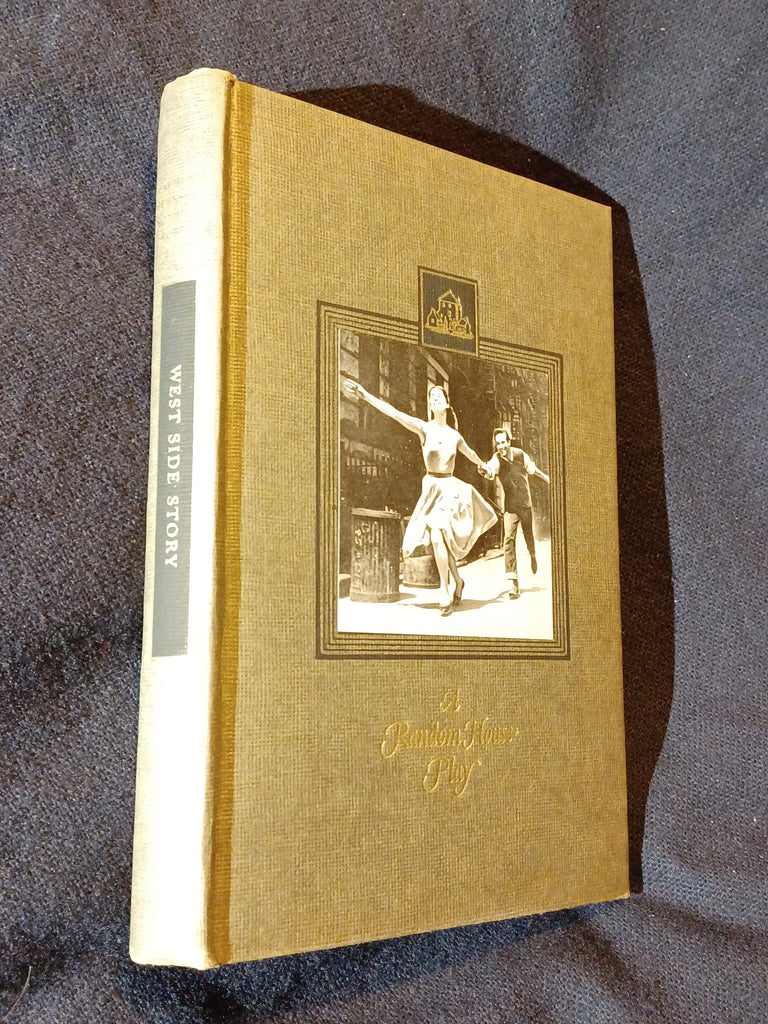 WEST SIDE STORY
A
Random House
Play